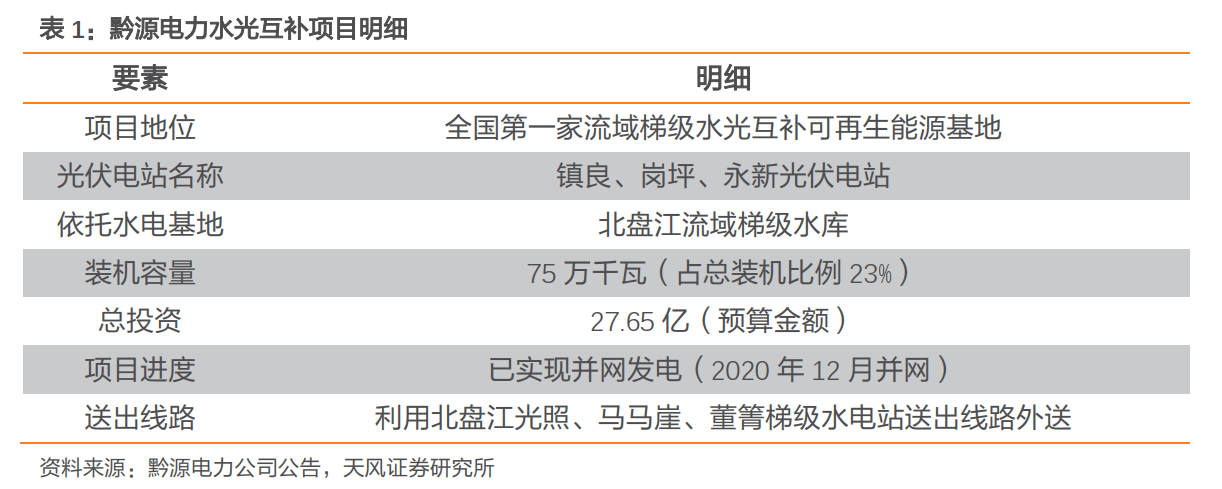 表 1：黔源电力水光互补项目明细
要素 明细
项目地位 全国第一家流域梯级水光互补可再生能源基地
光伏电站名称 镇良、岗坪、永新光伏电站
依托水电基地 北盘江流域梯级水库
装机容量 75 万千瓦（占总装机比例 23%）
总投资 27.65 亿（预算金额）
项目进度 已实现并网发电（2020 年 12 月并网）
送出线路 利用北盘江光照、马马崖、董箐梯级水电站送出线路外送
资料来源：黔源电力公司公告，天风证券研究所